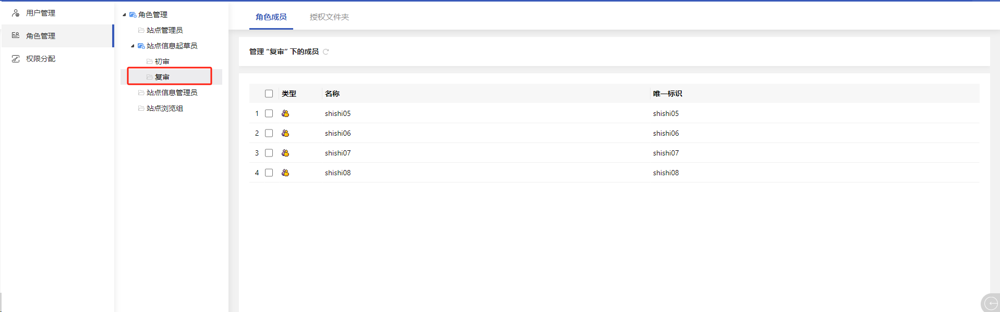 用户管理
角色管理
权限分配
角色管理
站点管理员
站点信息起草员
初审
复审
站点信息管理员
站点浏览组
角色成员 授权文件夹
管理 “复审” 下的成员
类型 名称 唯一标识
1 shishi05 shishi05
2 shishi06 shishi06
3 shishi07 shishi07
4 shishi08 shishi08